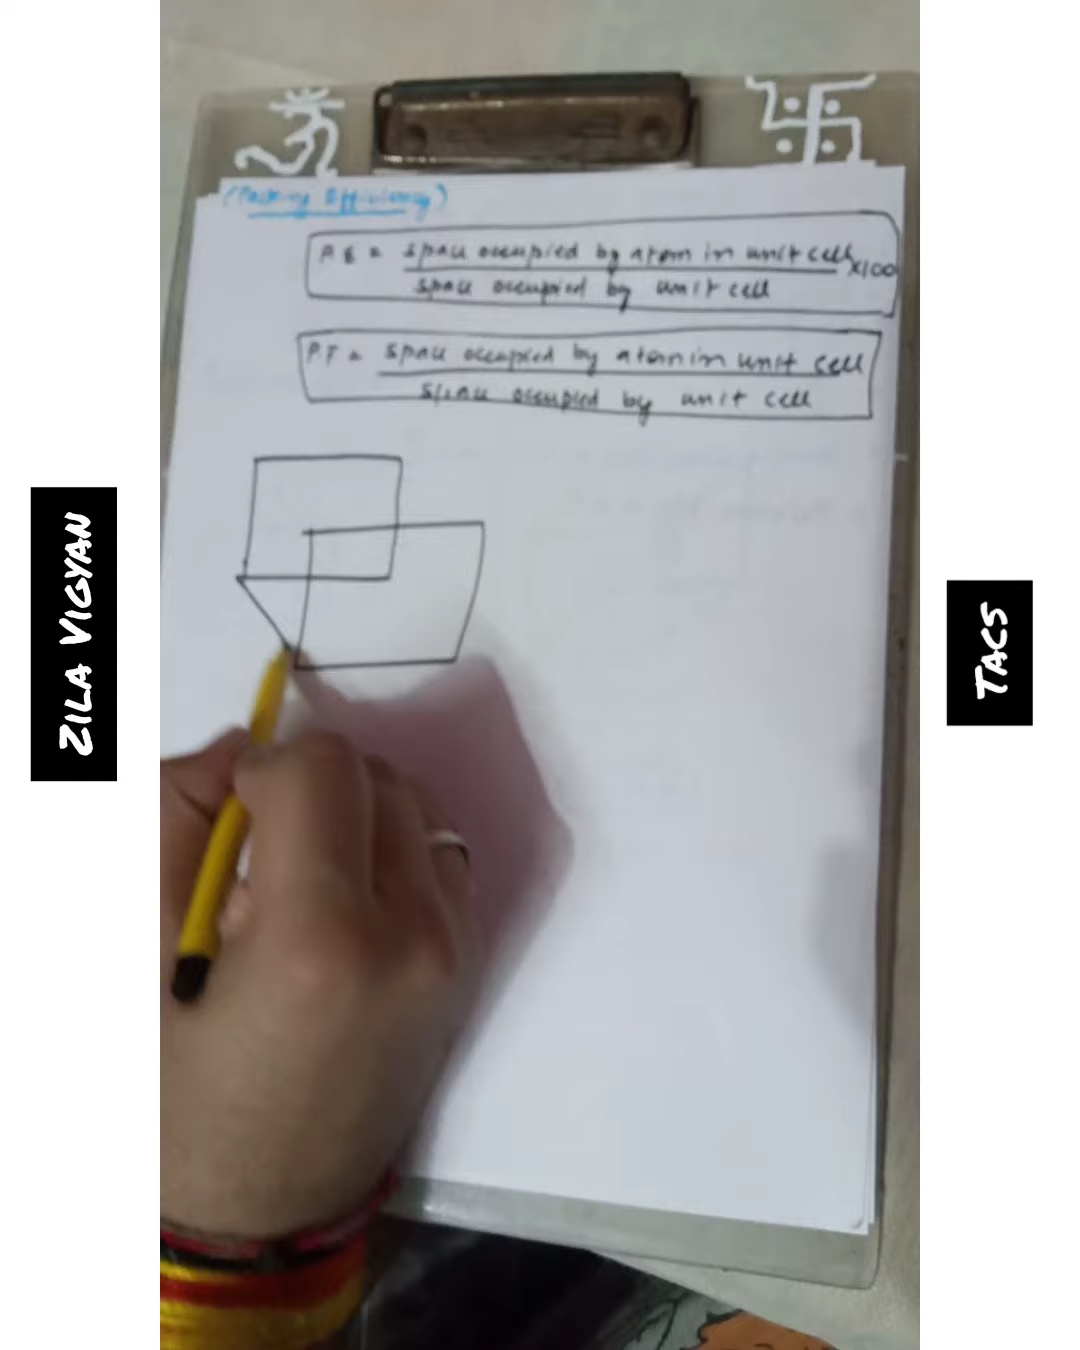 (Packing Efficiency)
P E = space occupied by atom in unit cell ×100
space occupied by unit cell
P.F = space occupied by atom in unit cell
space occupied by unit cell
ZILA VIGYAN
TACS